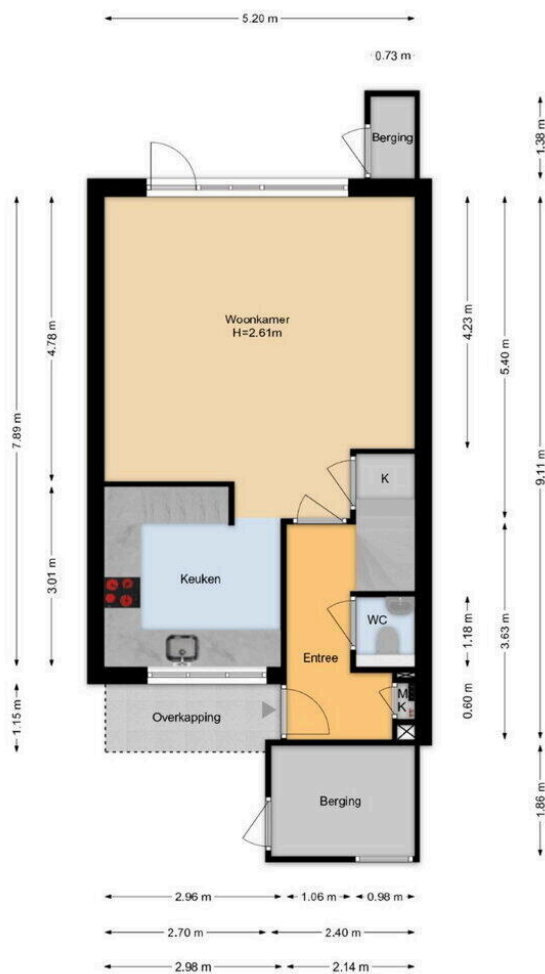 5.20 m
0.73 m
Berging
1.38 m
Woonkamer
H=2.61m
4.78 m
7.89 m
4.23 m
5.40 m
9.11 m
K
Keuken
3.01 m
WC
1.18 m
3.63 m
Entree
M
K
0.60 m
Overkapping
1.15 m
Berging
1.86 m
2.96 m
1.06 m
0.98 m
2.70 m
2.40 m
2.98 m
2.14 m